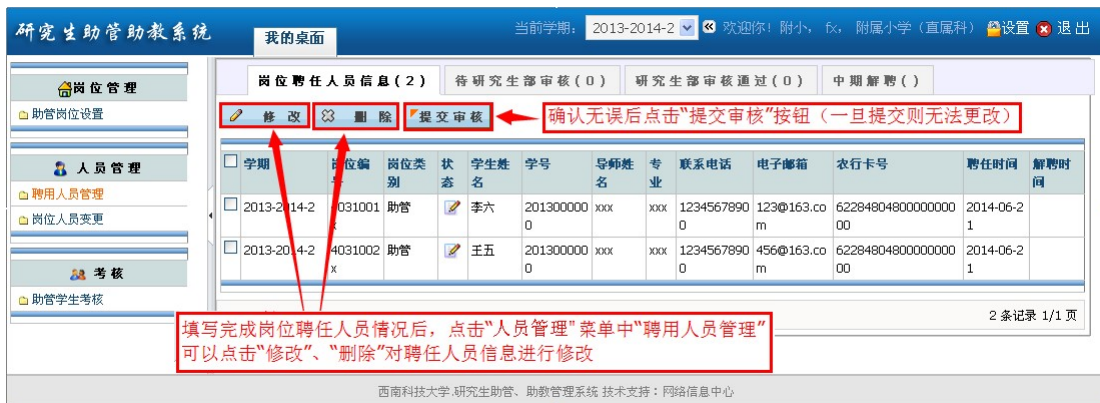 研究生助管助教系统
我的桌面
当前学期: 2013-2014-2 欢迎你! 附小, fx, 附属小学 (直属科) 设置 退出
岗位管理
助管岗位设置
人员管理
聘用人员管理
岗位人员变更
考核
助管学生考核
岗位聘任人员信息(2) 待研究生部审核(0) 研究生部审核通过(0) 中期解聘()
修改 删除 提交审核
确认无误后点击“提交审核”按钮（一旦提交则无法更改）
学期 岗位编 岗位类别 状态 学生姓名 学号 导师姓名 专业 联系电话 电子邮箱 农行卡号 聘任时间 解聘时间
2013-2014-2 4031001 助管 李六 2013000000 xxx xxx 12345678900 123@163.com 6228480480000000000 2014-06-21
2013-2014-2 4031002x 助管 王五 2013000000 xxx xxx 12345678900 456@163.com 6228480480000000000 2014-06-21
填写完成岗位聘任人员情况后，点击“人员管理”菜单中“聘用人员管理”
可以点击“修改”、“删除”对聘任人员信息进行修改
2 条记录 1/1 页
西南科技大学.研究生助管、助教管理系统 技术支持：网络信息中心